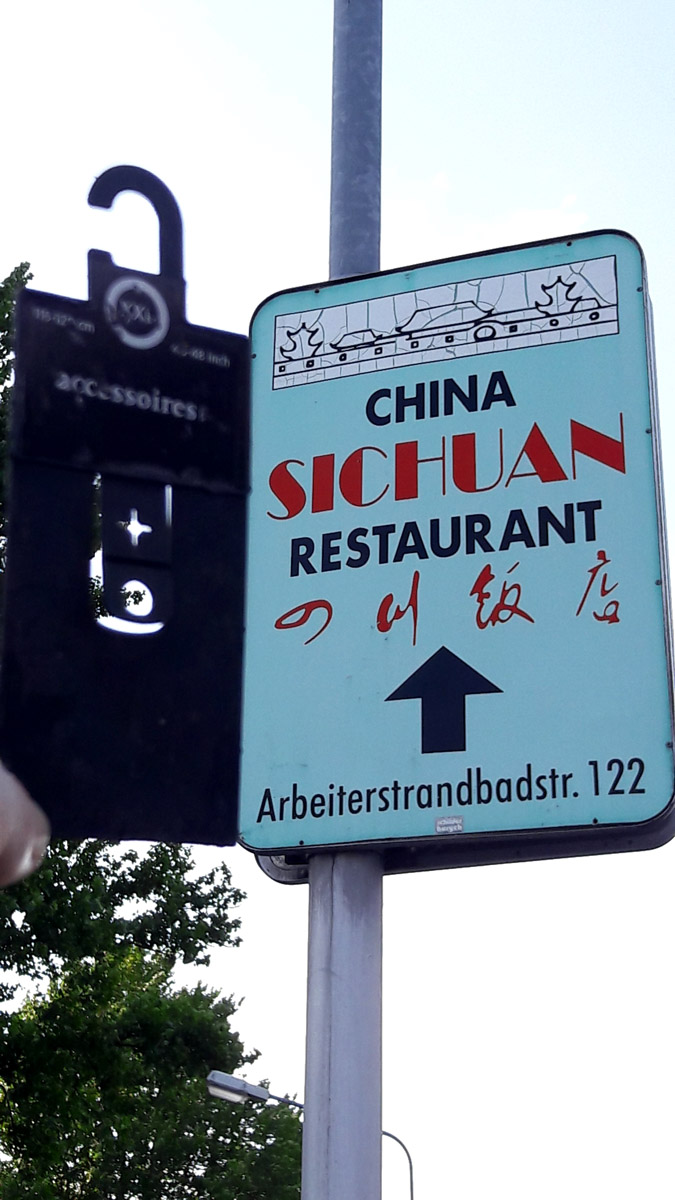 accessoires
CHINA
SICHUAN
RESTAURANT
四川飯店
Arbeiterstrandbadstr. 122